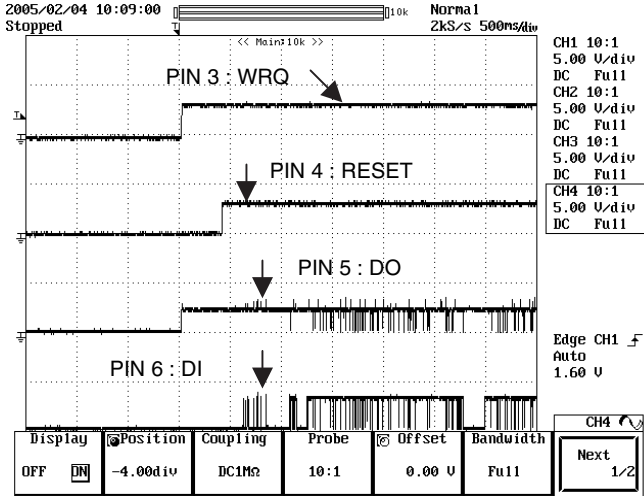 2005/02/04 10:09:00 10k Normal
Stopped 2kS/s 500ms/div
<< Main:10k >>
CH1 10:1
5.00 V/div
DC Full
CH2 10:1
5.00 V/div
DC Full
CH3 10:1
5.00 V/div
DC Full
CH4 10:1
5.00 V/div
DC Full
PIN 3 : WRQ
PIN 4 : RESET
PIN 5 : DO
PIN 6 : DI
Edge CH1
Auto
1.60 V
CH4
Display Position Coupling Probe Offset Bandwidth
OFF ON -4.00div DC1MΩ 10:1 0.00 V Full
Next
1/2